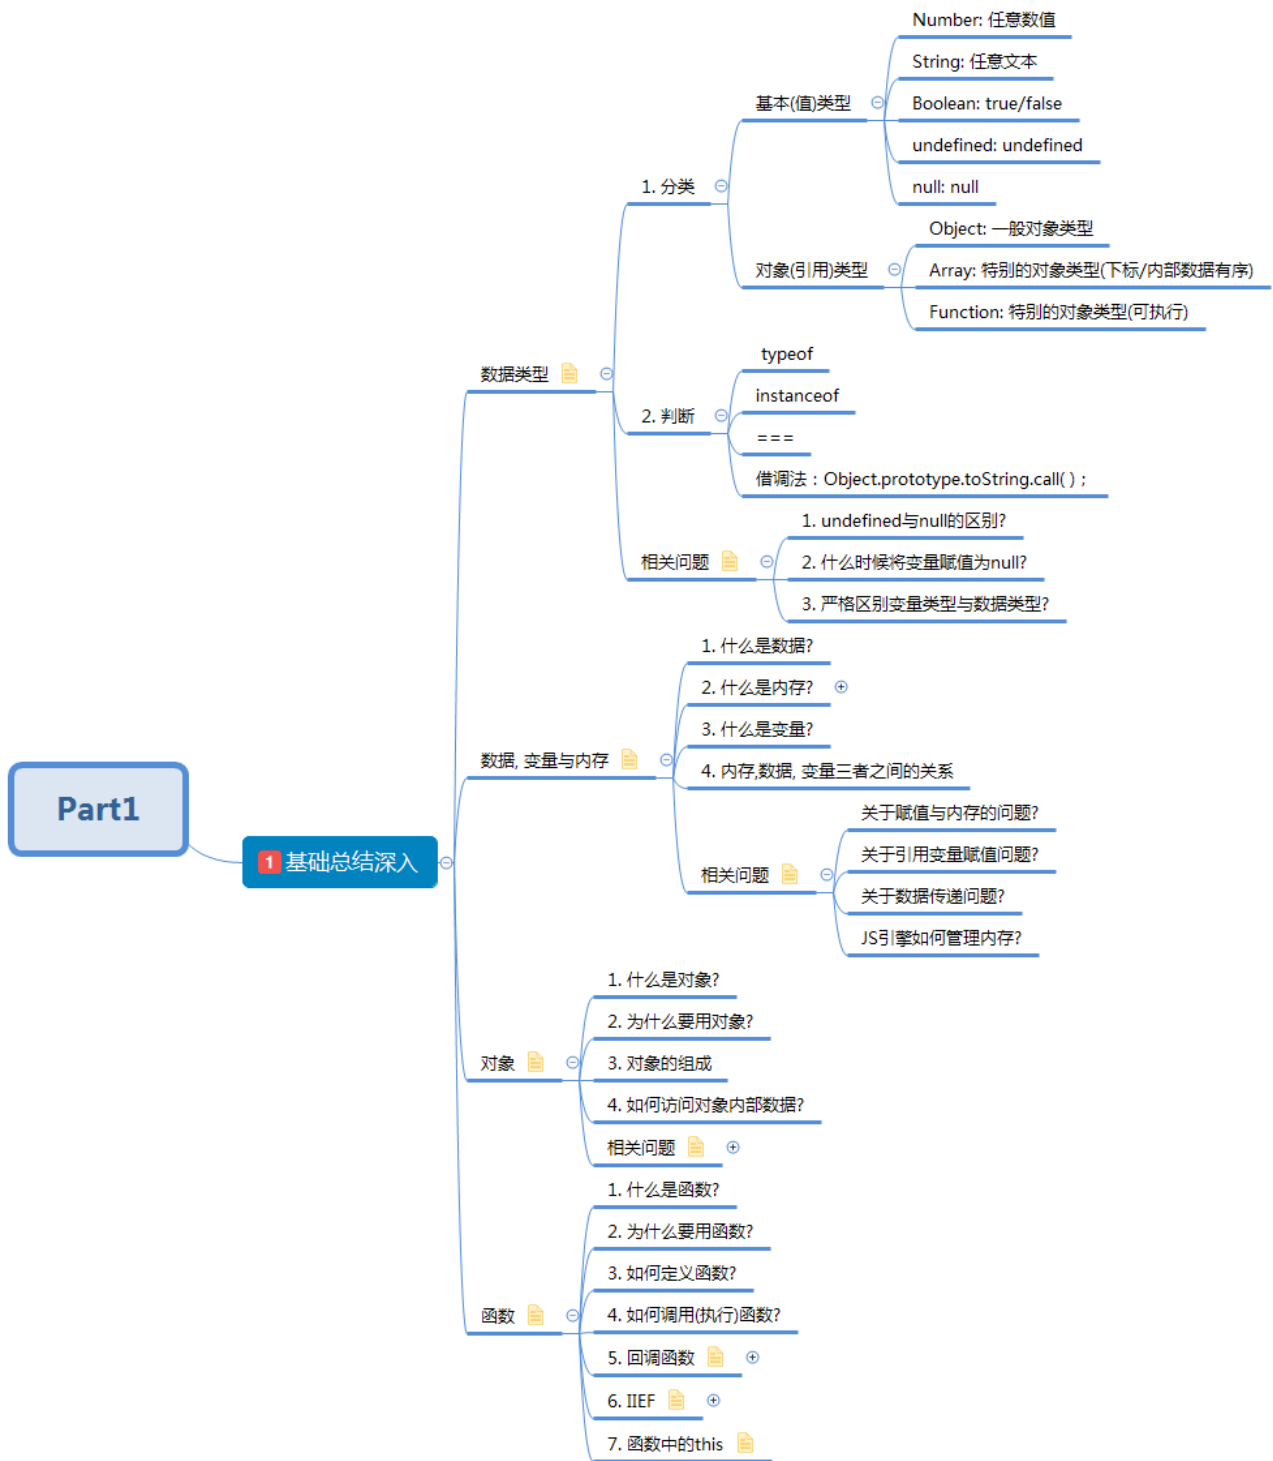 Part1
1 基础总结深入
数据类型
1. 分类
基本(值)类型
Number: 任意数值
String: 任意文本
Boolean: true/false
undefined: undefined
null: null
对象(引用)类型
Object: 一般对象类型
Array: 特别的对象类型(下标/内部数据有序)
Function: 特别的对象类型(可执行)
2. 判断
typeof
instanceof
===
借调法：Object.prototype.toString.call( )；
相关问题
1. undefined与null的区别?
2. 什么时候将变量赋值为null?
3. 严格区别变量类型与数据类型?
数据, 变量与内存
1. 什么是数据?
2. 什么是内存?
3. 什么是变量?
4. 内存,数据, 变量三者之间的关系
相关问题
关于赋值与内存的问题?
关于引用变量赋值问题?
关于数据传递问题?
JS引擎如何管理内存?
对象
1. 什么是对象?
2. 为什么要用对象?
3. 对象的组成
4. 如何访问对象内部数据?
相关问题
函数
1. 什么是函数?
2. 为什么要用函数?
3. 如何定义函数?
4. 如何调用(执行)函数?
5. 回调函数
6. IIEF
7. 函数中的this